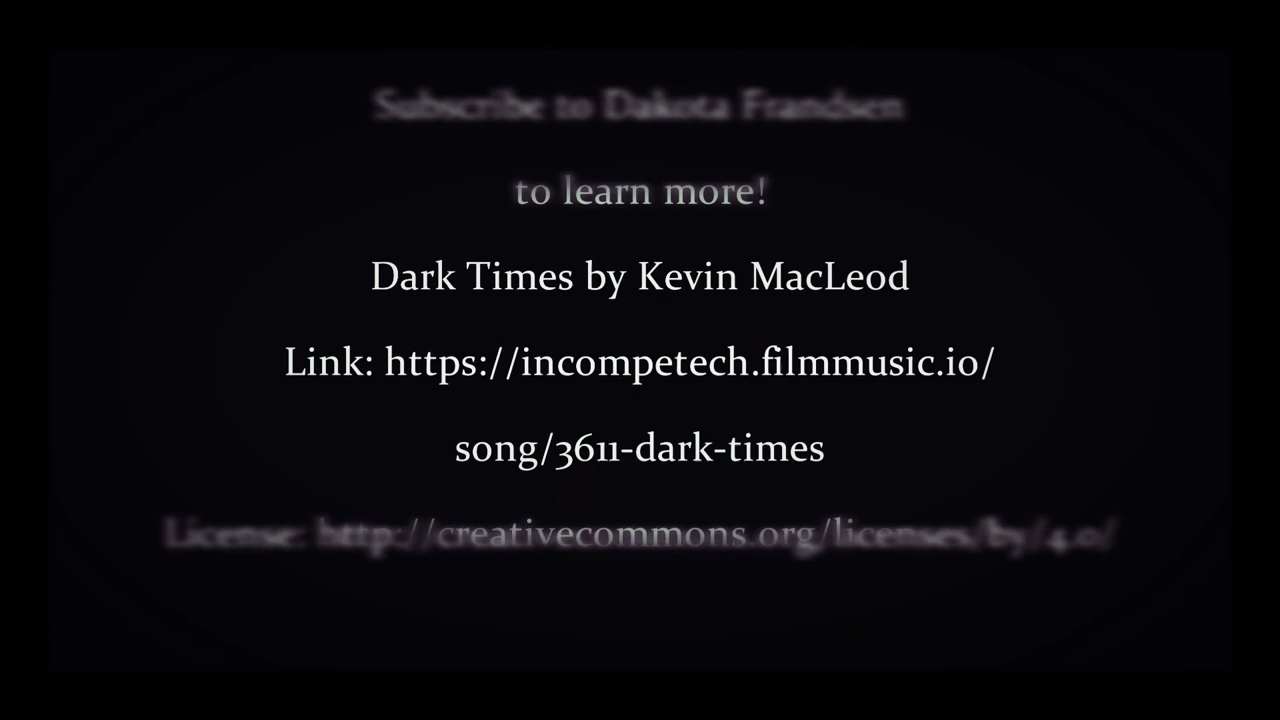 Subscribe to Dakota Frandsen
to learn more!
Dark Times by Kevin MacLeod
Link: https://incompetech.filmmusic.io/
song/3611-dark-times
License: http://creativecommons.org/licenses/by/4.0/